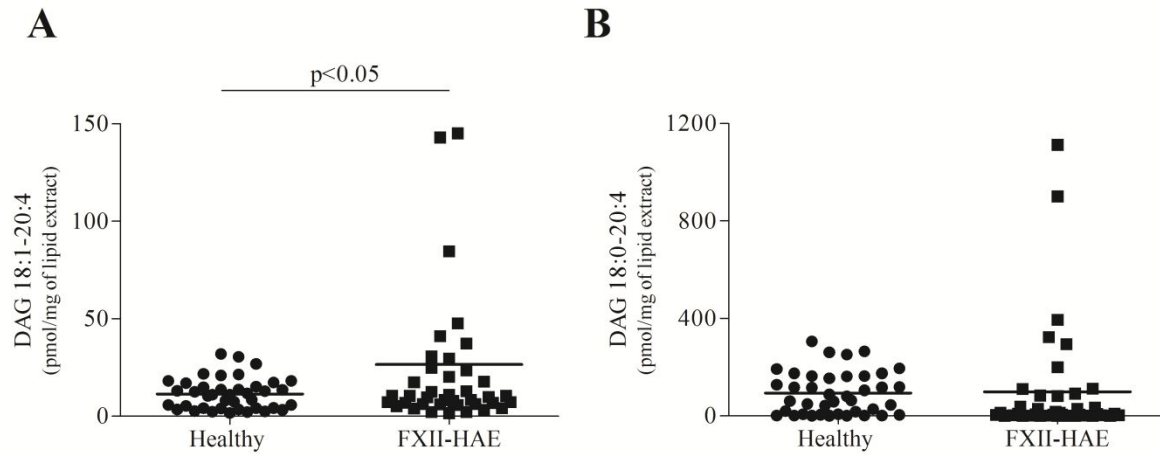 A
p<0.05
DAG 18:1-20:4
(pmol/mg of lipid extract)
150
100
50
0
Healthy
FXII-HAE
B
DAG 18:0-20:4
(pmol/mg of lipid extract)
1200
800
400
0
Healthy
FXII-HAE